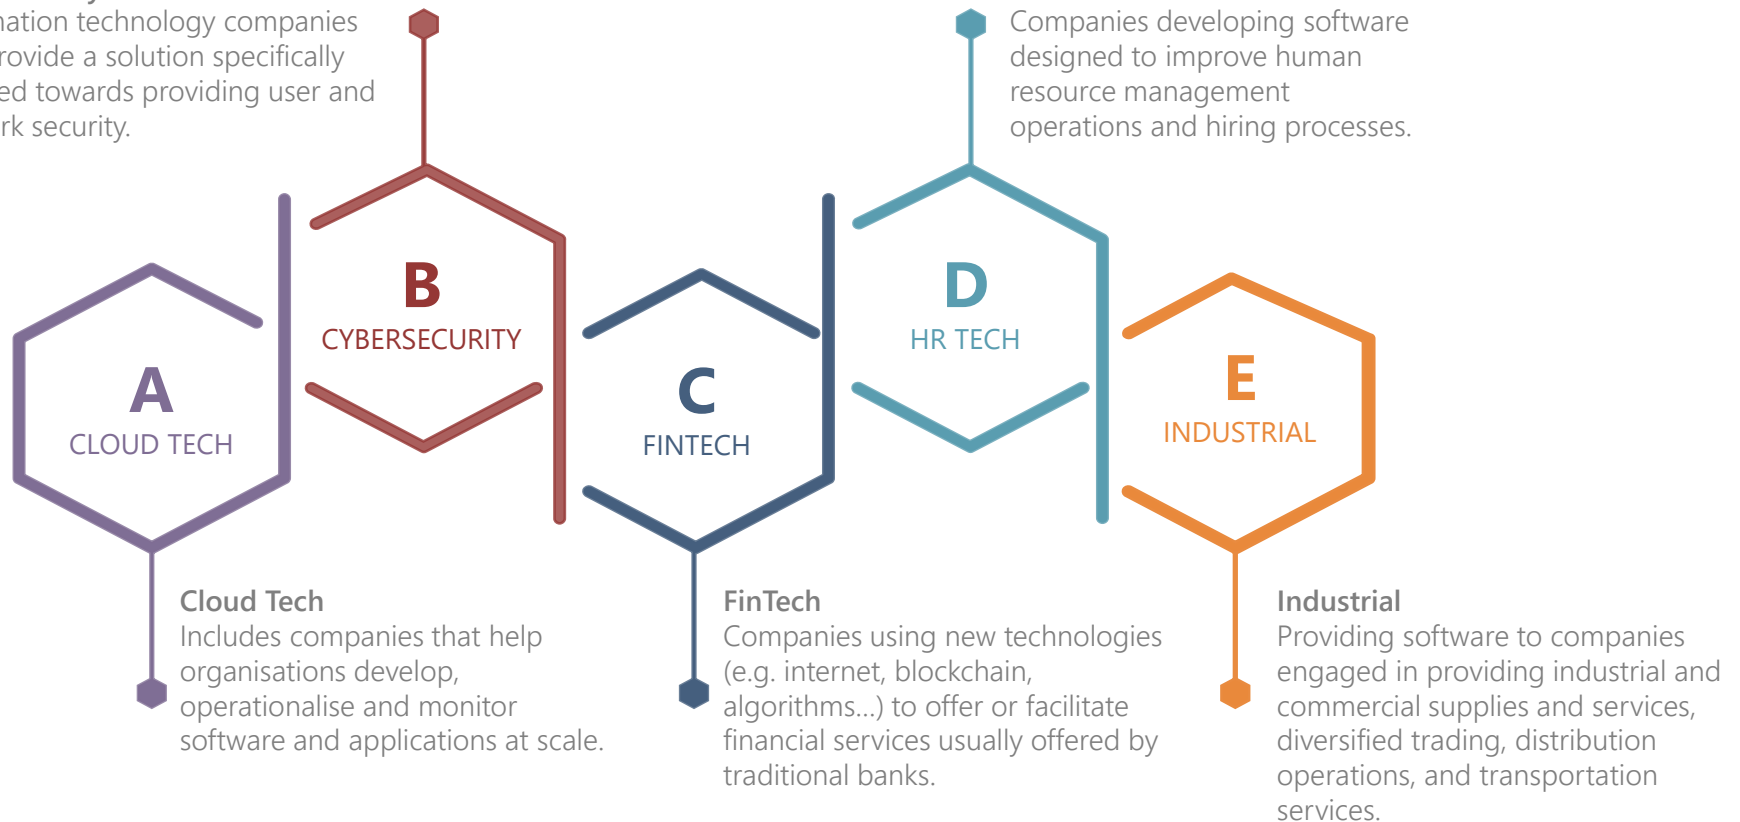 technology companies
a solution specifically
towards providing user and
security.
Companies developing software
designed to improve human
resource management
operations and hiring processes.
A
CLOUD TECH
B
CYBERSECURITY
C
FINTECH
D
HR TECH
E
INDUSTRIAL
Cloud Tech
Includes companies that help
organisations develop,
operationalise and monitor
software and applications at scale.
FinTech
Companies using new technologies
(e.g. internet, blockchain,
algorithms...) to offer or facilitate
financial services usually offered by
traditional banks.
Industrial
Providing software to companies
engaged in providing industrial and
commercial supplies and services,
diversified trading, distribution
operations, and transportation
services.